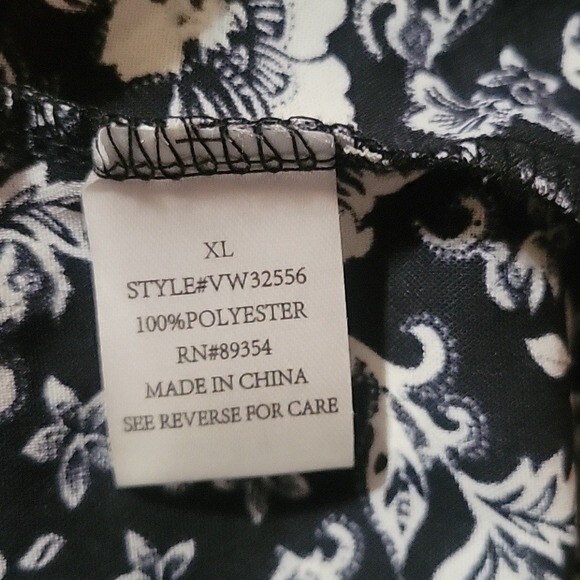 XL
STYLE#VW32556
100%POLYESTER
RN#89354
MADE IN CHINA
SEE REVERSE FOR CARE